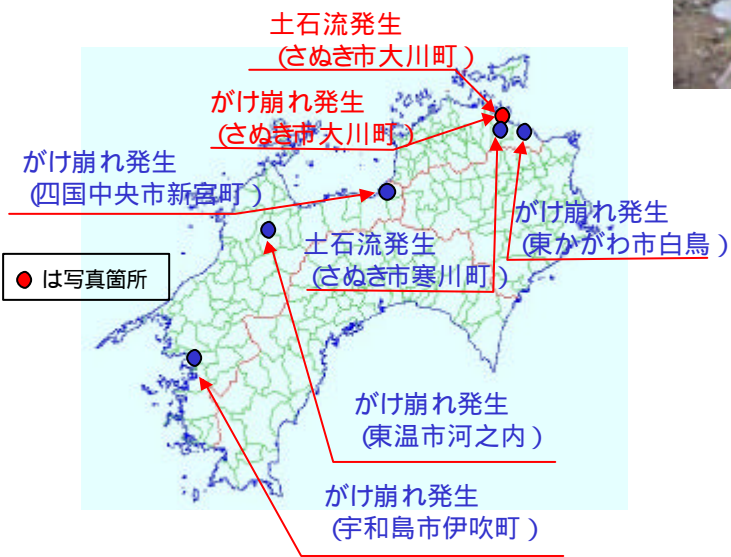 土石流発生
(さぬき市大川町)
がけ崩れ発生
(さぬき市大川町)
がけ崩れ発生
(四国中央市新宮町)
がけ崩れ発生
(東かがわ市白鳥)
土石流発生
(さぬき市寒川町)
は写真箇所
がけ崩れ発生
(東温市河之内)
がけ崩れ発生
(宇和島市伊吹町)